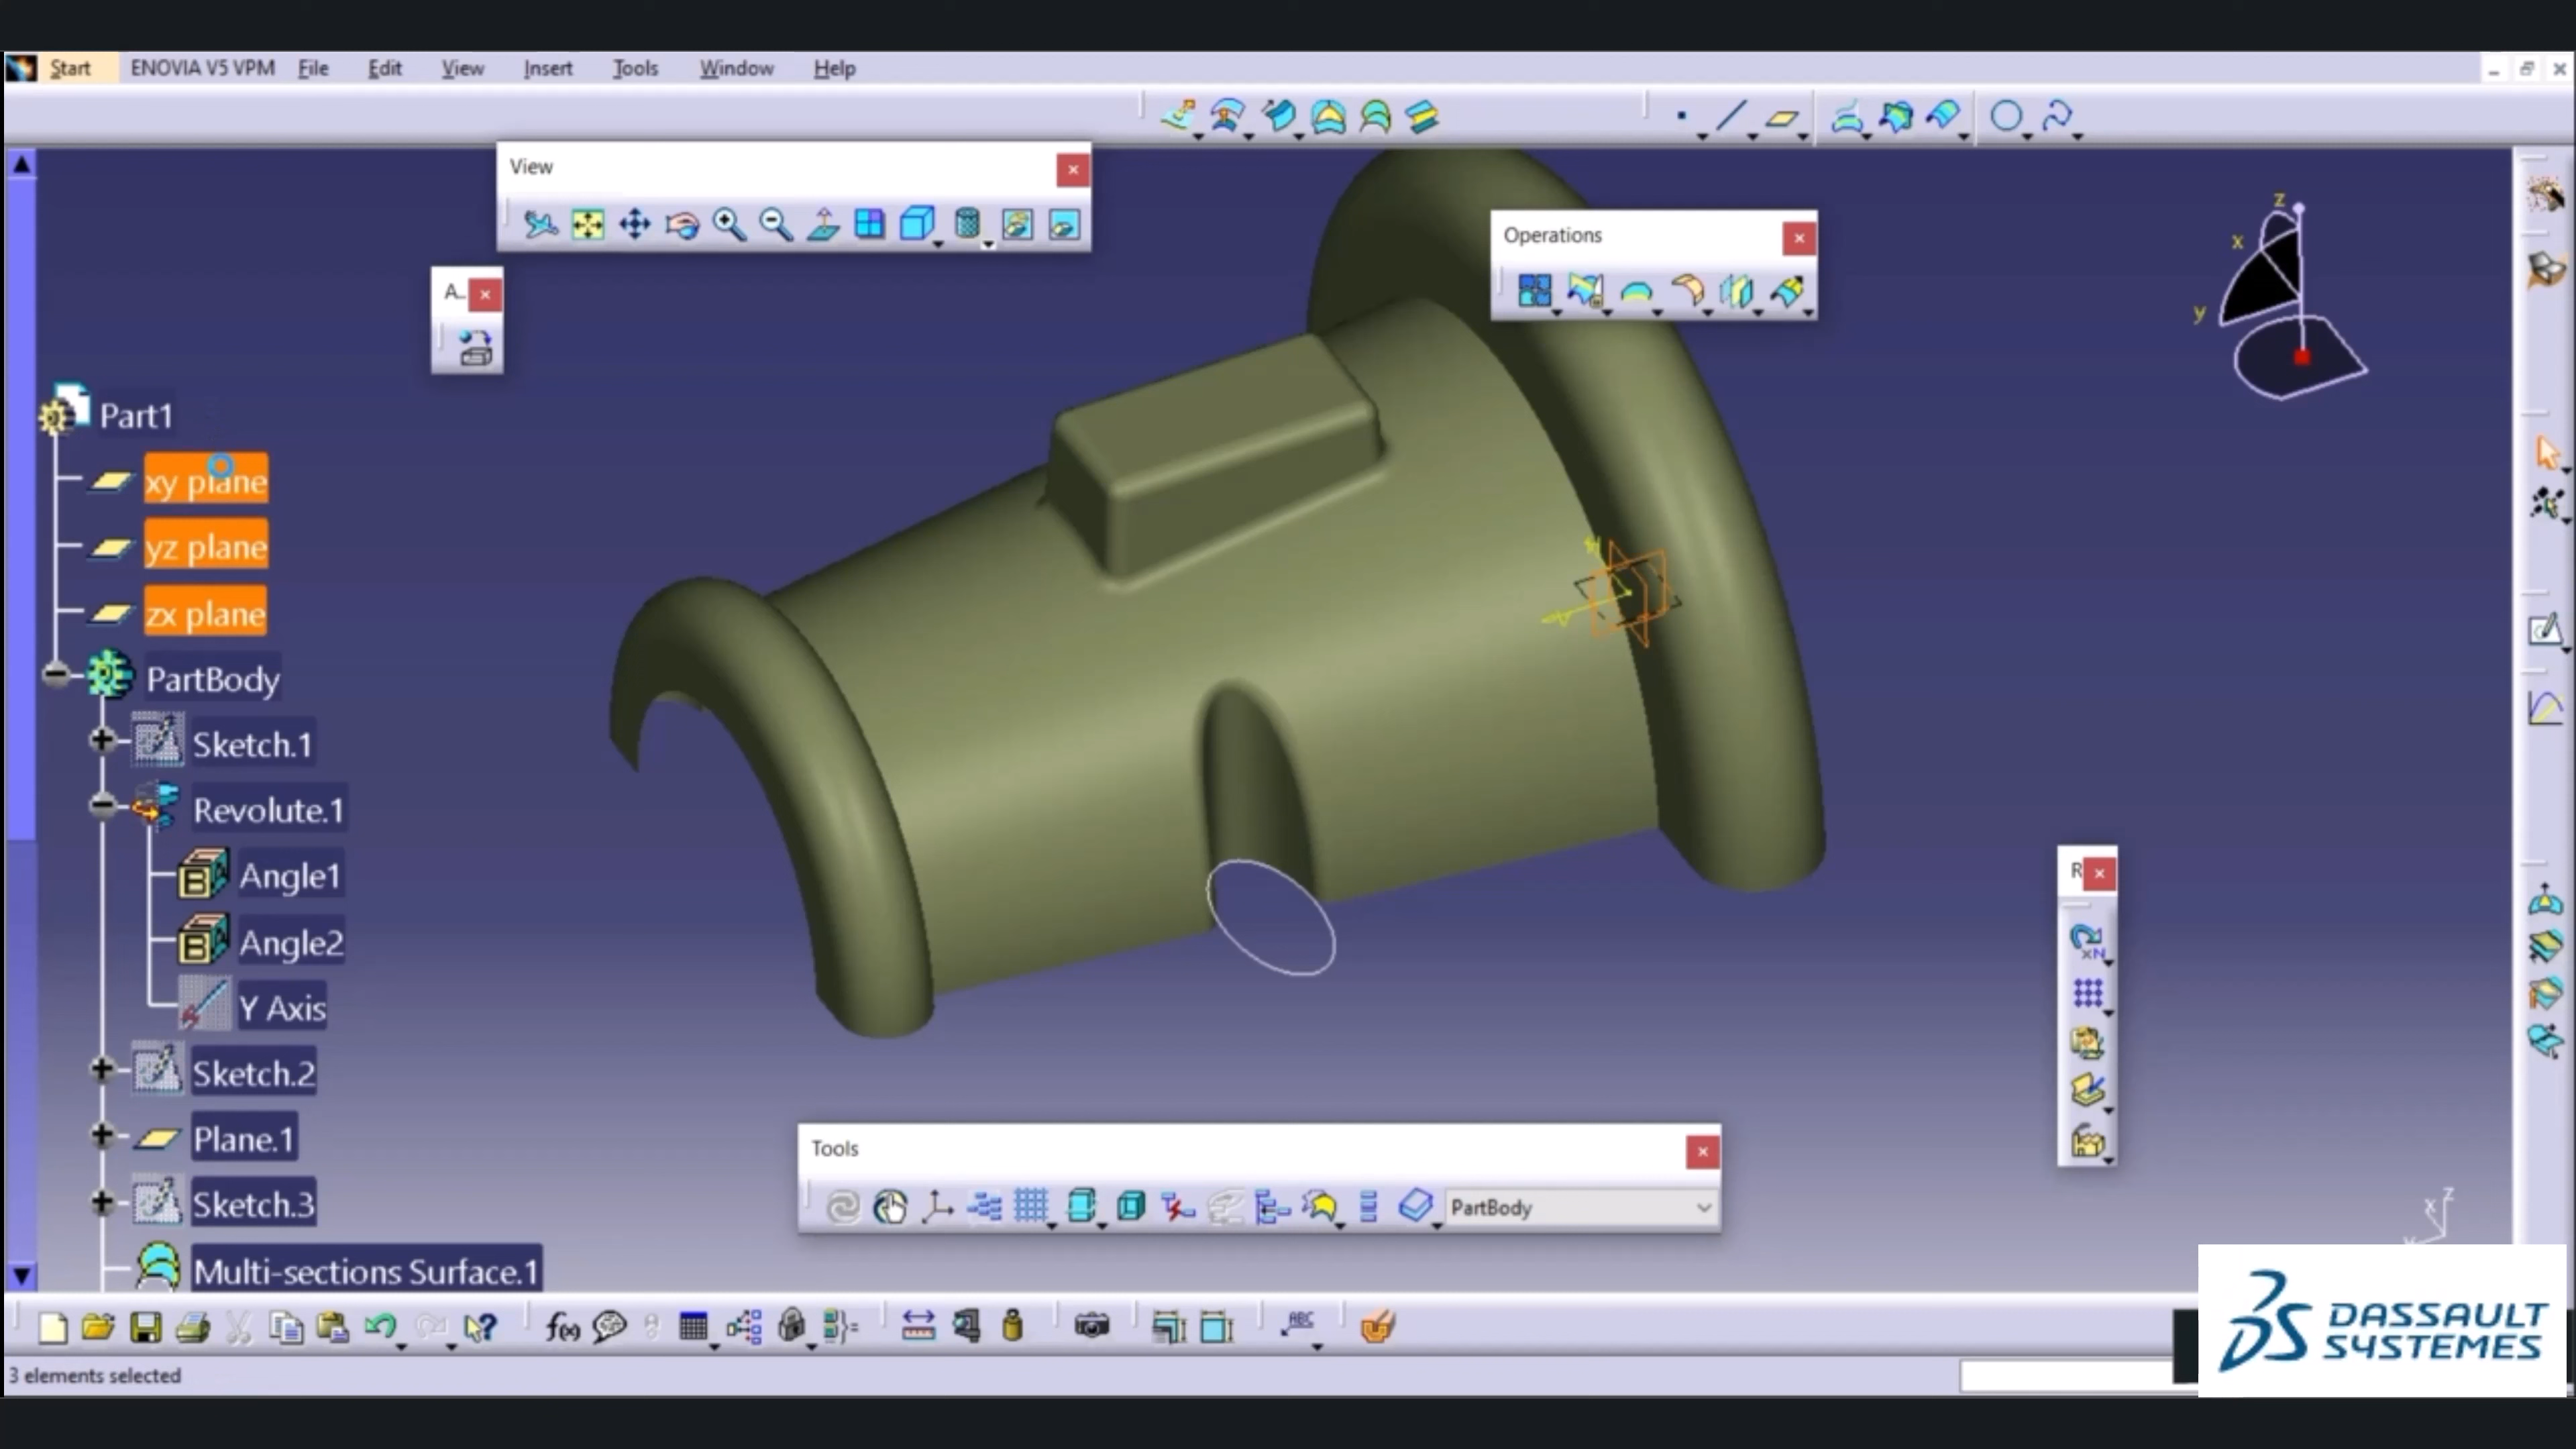 Start ENOVIA V5 VPM File Edit View Insert Tools Window Help
View
Operations
A..
z
x
y
Part1
xy plane
yz plane
zx plane
PartBody
Sketch.1
Revolute.1
Angle1
Angle2
Y Axis
Sketch.2
Plane.1
Sketch.3
Multi-sections Surface.1
R
Tools
PartBody
f(x)
ABC
3 elements selected
DASSAULT
SYSTEMES